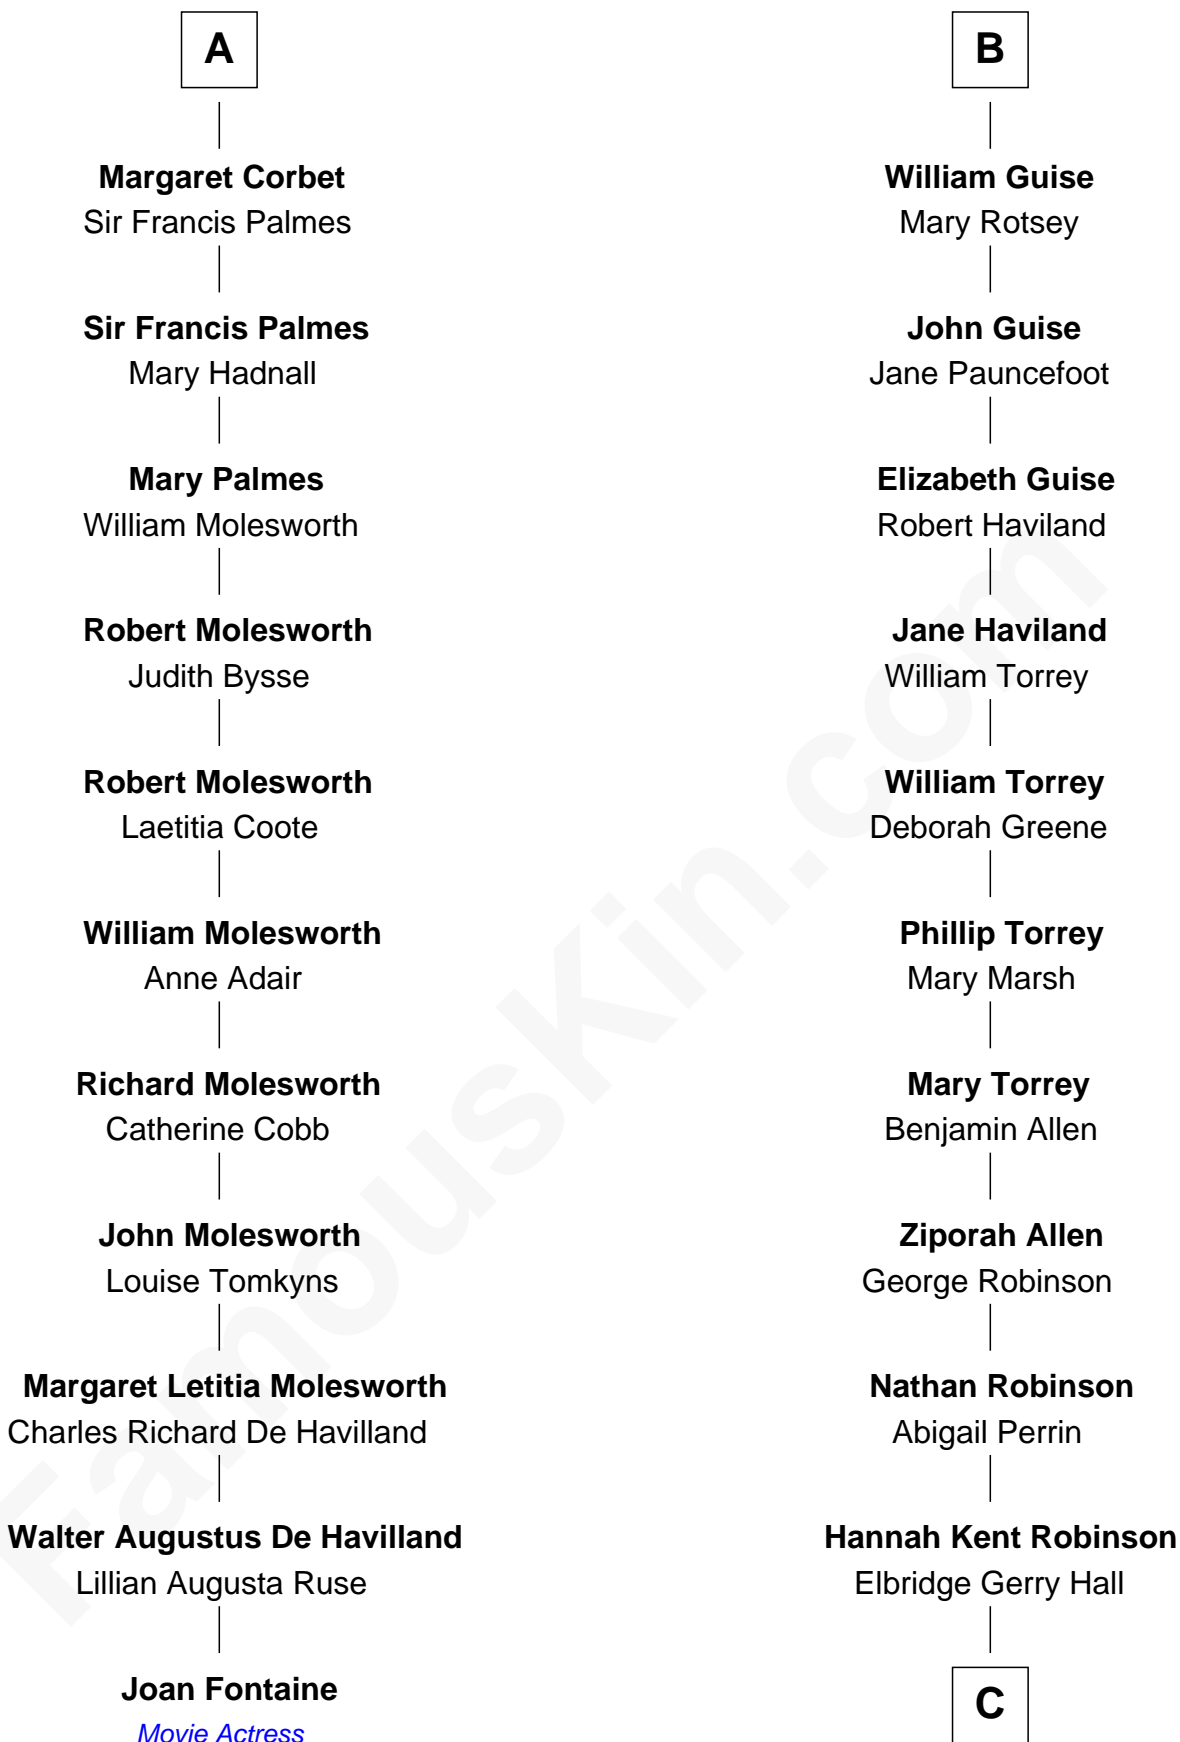 A
Margaret Corbet
Sir Francis Palmes
Sir Francis Palmes
Mary Hadnall
Mary Palmes
William Molesworth
Robert Molesworth
Judith Bysse
Robert Molesworth
Laetitia Coote
William Molesworth
Anne Adair
Richard Molesworth
Catherine Cobb
John Molesworth
Louise Tomkyns
Margaret Letitia Molesworth
Charles Richard De Havilland
Walter Augustus De Havilland
Lillian Augusta Ruse
Joan Fontaine
Movie Actress
B
William Guise
Mary Rotsey
John Guise
Jane Pauncefoot
Elizabeth Guise
Robert Haviland
Jane Haviland
William Torrey
William Torrey
Deborah Greene
Phillip Torrey
Mary Marsh
Mary Torrey
Benjamin Allen
Ziporah Allen
George Robinson
Nathan Robinson
Abigail Perrin
Hannah Kent Robinson
Elbridge Gerry Hall
C
FamousKin.com